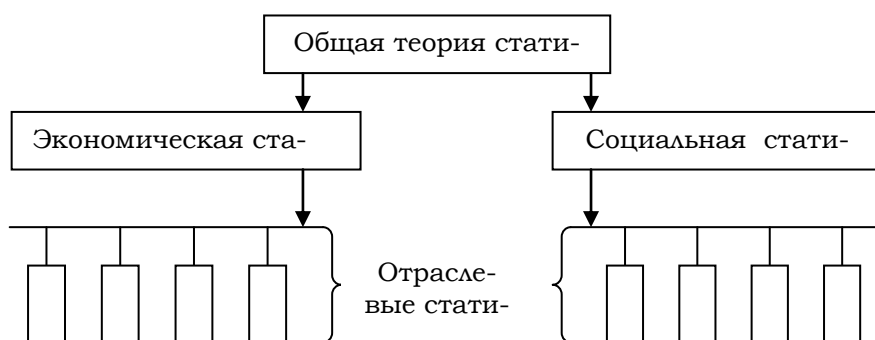 Общая теория стати-
Экономическая ста-
Социальная стати-
Отрасле-
вые стати-